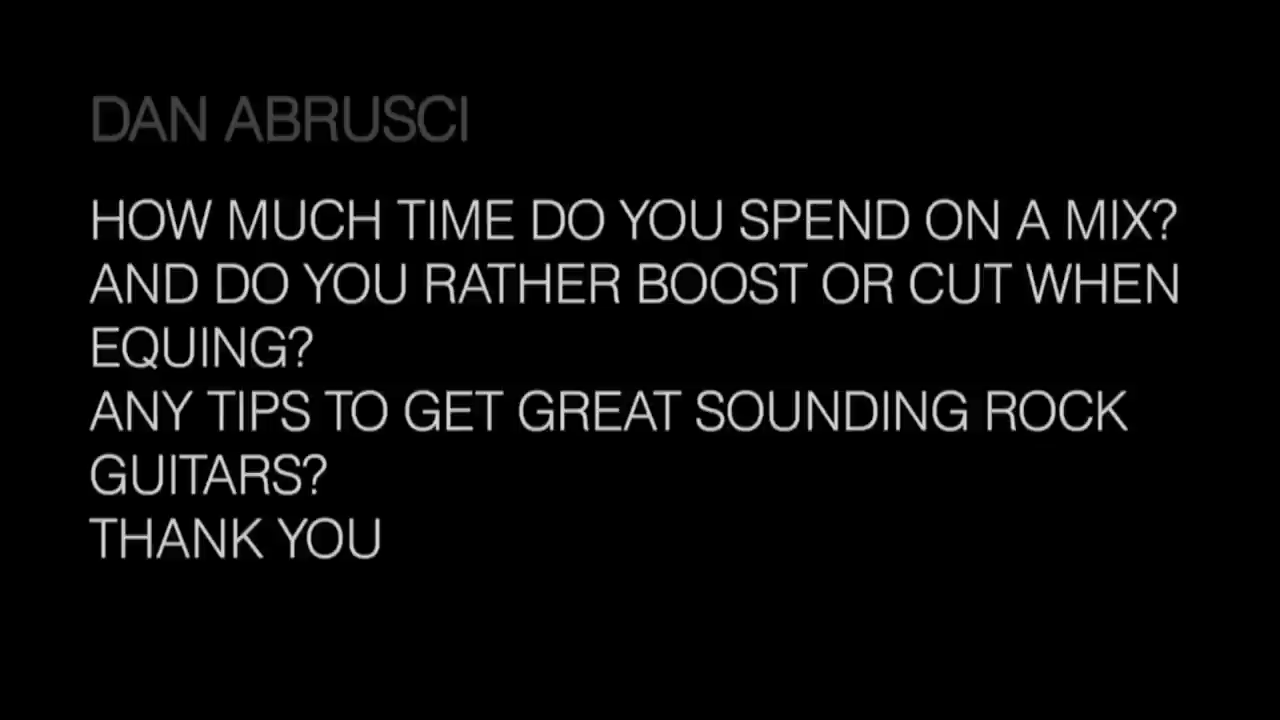 DAN ABRUSCI
HOW MUCH TIME DO YOU SPEND ON A MIX?
AND DO YOU RATHER BOOST OR CUT WHEN
EQUING?
ANY TIPS TO GET GREAT SOUNDING ROCK
GUITARS?
THANK YOU